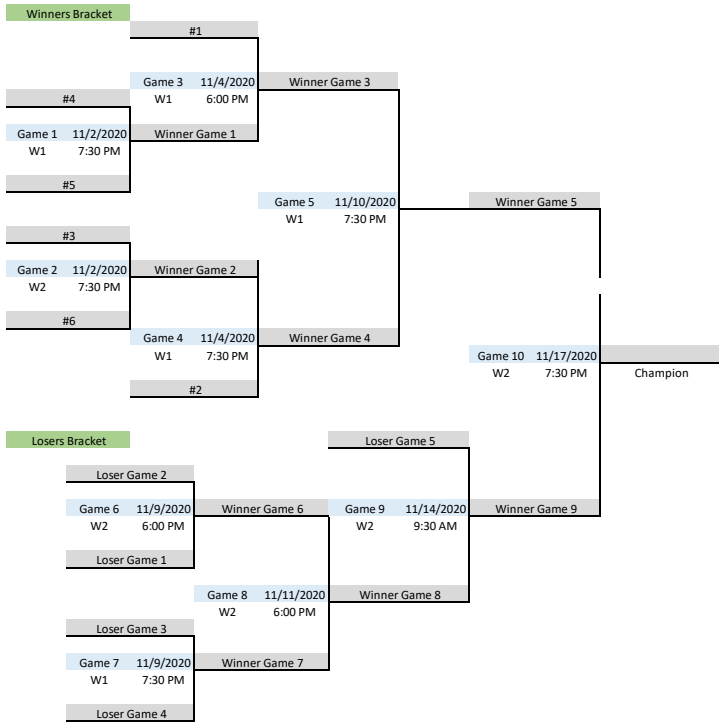 Winners Bracket
#1
Game 3 11/4/2020 Winner Game 3
W1 6:00 PM
#4
Game 1 11/2/2020 Winner Game 1
W1 7:30 PM
#5
Game 5 11/10/2020 Winner Game 5
W1 7:30 PM
#3
Game 2 11/2/2020 Winner Game 2
W2 7:30 PM
#6
Game 4 11/4/2020 Winner Game 4
W1 7:30 PM
Game 10 11/17/2020
W2 7:30 PM Champion
#2
Losers Bracket Loser Game 5
Loser Game 2
Game 6 11/9/2020 Winner Game 6 Game 9 11/14/2020 Winner Game 9
W2 6:00 PM W2 9:30 AM
Loser Game 1
Game 8 11/11/2020 Winner Game 8
W2 6:00 PM
Loser Game 3
Game 7 11/9/2020 Winner Game 7
W1 7:30 PM
Loser Game 4